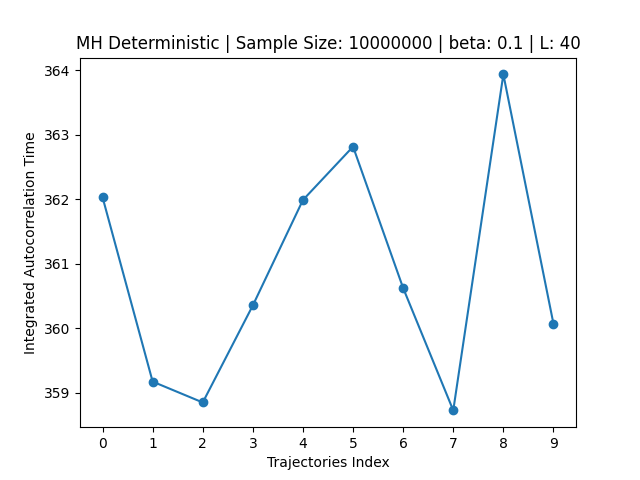 MH Deterministic | Sample Size: 10000000 | beta: 0.1 | L: 40
Integrated Autocorrelation Time
364
363
362
361
360
359
0 1 2 3 4 5 6 7 8 9
Trajectories Index